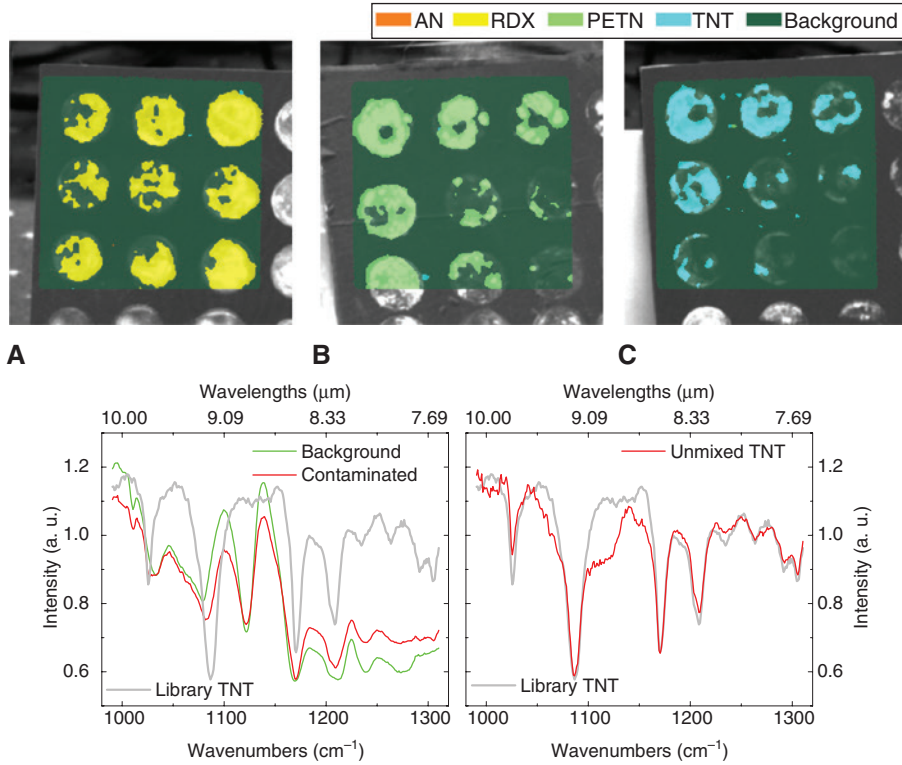 AN RDX PETN TNT Background
A B C
Wavelengths (μm)
10.00 9.09 8.33 7.69
Background
Contaminated
Library TNT
1.2
1.0
0.8
0.6
Intensity (a. u.)
1000 1100 1200 1300
Wavenumbers (cm⁻¹)
Wavelengths (μm)
10.00 9.09 8.33 7.69
Unmixed TNT
Library TNT
1.2
1.0
0.8
0.6
Intensity (a. u.)
1000 1100 1200 1300
Wavenumbers (cm⁻¹)